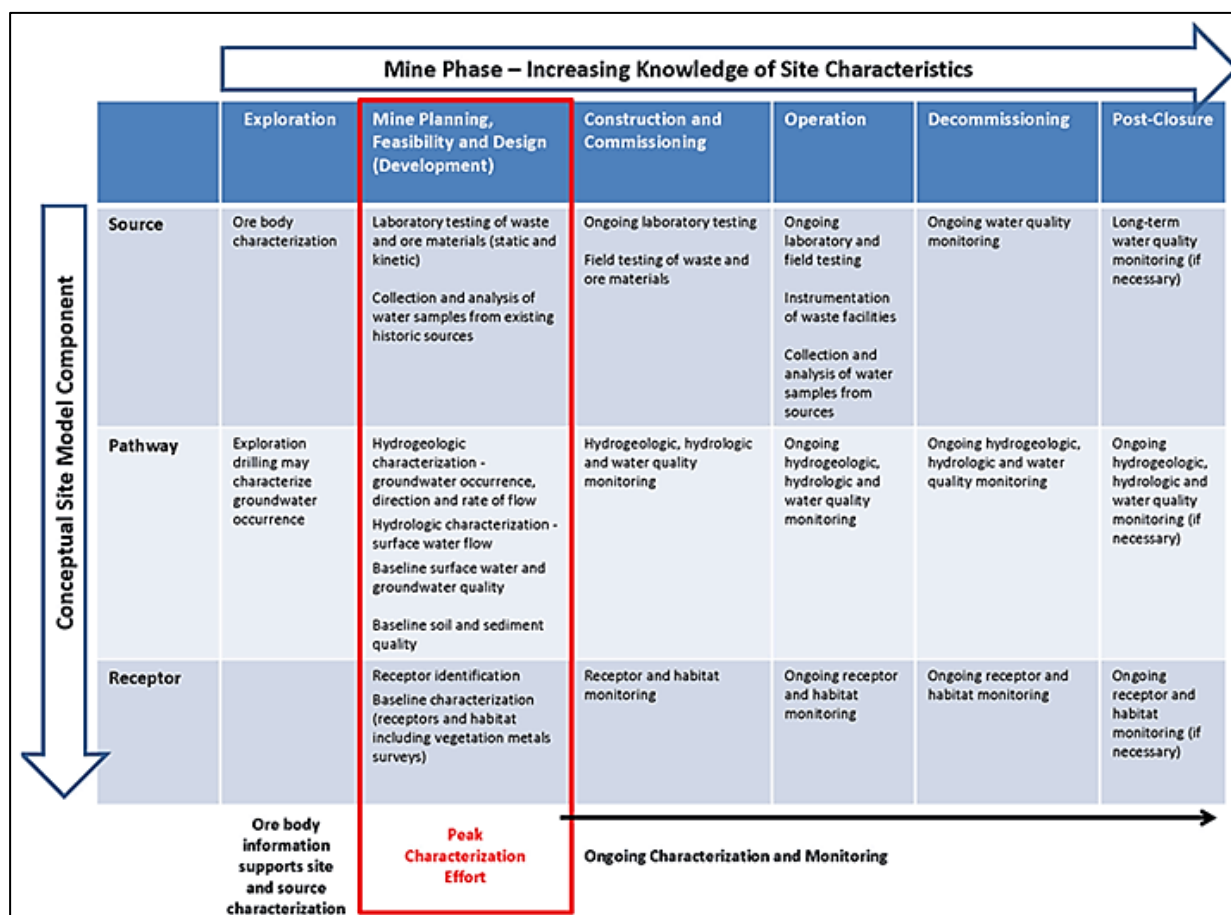 Mine Phase – Increasing Knowledge of Site Characteristics
Conceptual Site Model Component
Exploration
Mine Planning,
Feasibility and Design
(Development)
Construction and
Commissioning
Operation
Decommissioning
Post-Closure
Source
Ore body
characterization
Laboratory testing of waste
and ore materials (static and
kinetic)
Collection and analysis of
water samples from existing
historic sources
Ongoing laboratory testing
Field testing of waste and
ore materials
Ongoing
laboratory and
field testing
Instrumentation
of waste facilities
Collection and
analysis of water
samples from
sources
Ongoing water quality
monitoring
Long-term
water quality
monitoring (if
necessary)
Pathway
Exploration
drilling may
characterize
groundwater
occurrence
Hydrogeologic
characterization -
groundwater occurrence,
direction and rate of flow
Hydrologic characterization -
surface water flow
Baseline surface water and
groundwater quality
Baseline soil and sediment
quality
Hydrogeologic, hydrologic
and water quality
monitoring
Ongoing
hydrogeologic,
hydrologic and
water quality
monitoring
Ongoing hydrogeologic,
hydrologic and water
quality monitoring
Ongoing
hydrogeologic,
hydrologic and
water quality
monitoring (if
necessary)
Receptor
Receptor identification
Baseline characterization
(receptors and habitat
including vegetation metals
surveys)
Receptor and habitat
monitoring
Ongoing receptor
and habitat
monitoring
Ongoing receptor and
habitat monitoring
Ongoing
receptor and
habitat
monitoring (if
necessary)
Ore body
information
supports site
and source
characterization
Peak
Characterization
Effort
Ongoing Characterization and Monitoring